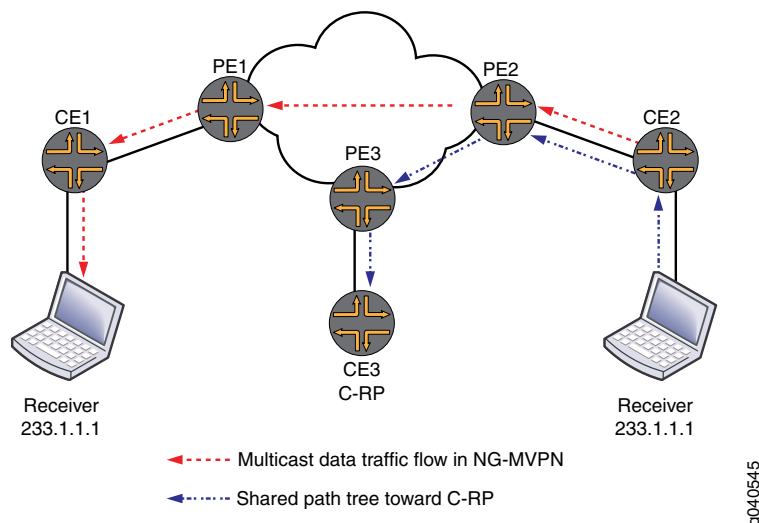 PE1
PE2
CE1
CE2
PE3
CE3
C-RP
Receiver
233.1.1.1
Receiver
233.1.1.1
Multicast data traffic flow in NG-MVPN
Shared path tree toward C-RP
g040545